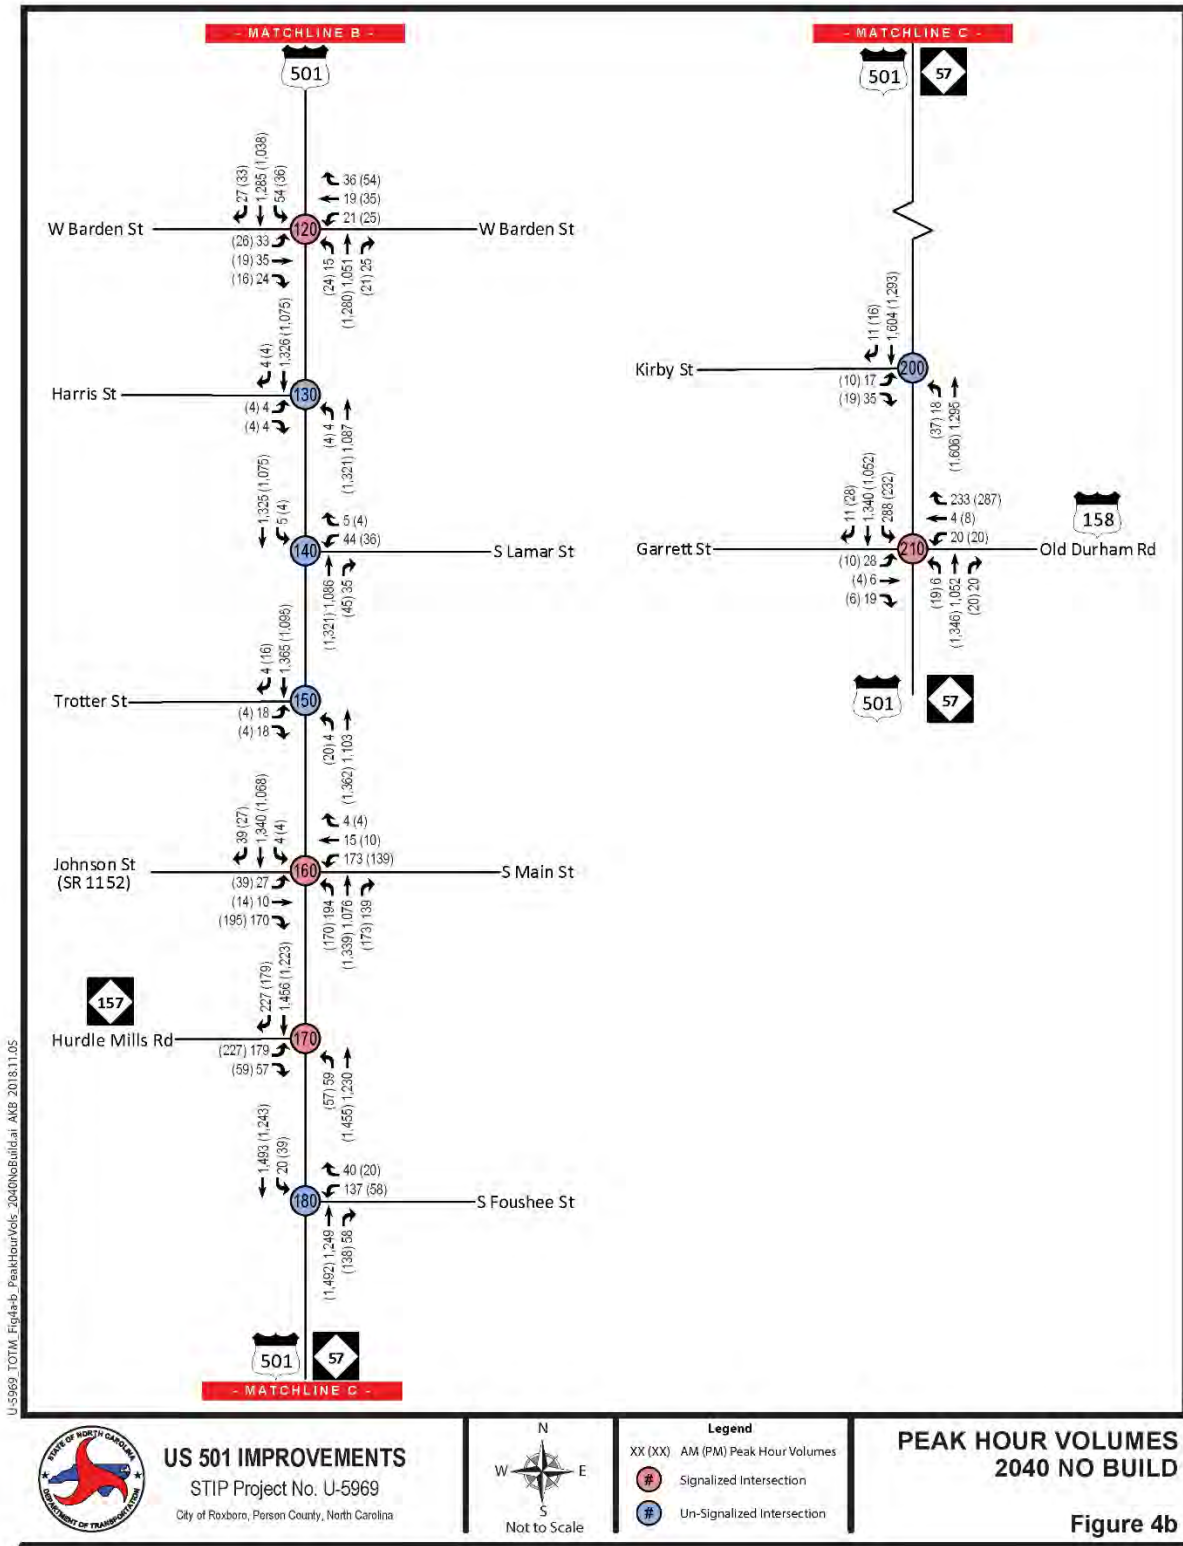 - MATCHLINE B -
501
27 (33)
1,285 (1,038)
54 (36)
36 (54)
19 (35)
21 (25)
W Barden St
120
W Barden St
(26) 33
(19) 35
(16) 24
(24) 15
(1,280) 1,051
(21) 25
4 (4)
1,326 (1,075)
Harris St
130
(4) 4
(4) 4
(4) 4
(1,321) 1,087
1,325 (1,075)
5 (4)
5 (4)
44 (36)
140
S Lamar St
(1,321) 1,086
(45) 35
4 (16)
1,365 (1,095)
Trotter St
150
(4) 18
(4) 18
(20) 4
(1,362) 1,103
39 (27)
1,340 (1,068)
4 (4)
4 (4)
15 (10)
173 (139)
Johnson St
(SR 1152)
160
S Main St
(39) 27
(14) 10
(195) 170
(170) 194
(1,339) 1,076
(173) 139
157
227 (179)
1,456 (1,223)
Hurdle Mills Rd
170
(227) 179
(59) 57
(57) 59
(1,455) 1,230
1,493 (1,243)
20 (39)
40 (20)
137 (58)
180
S Foushee St
(1,492) 1,249
(138) 58
501
57
- MATCHLINE C -
- MATCHLINE C -
501
57
11 (16)
1,604 (1,293)
Kirby St
200
(10) 17
(19) 35
(37) 18
(1,606) 1,295
11 (28)
1,340 (1,052)
288 (232)
233 (287)
4 (8)
20 (20)
158
Garrett St
210
Old Durham Rd
(10) 28
(4) 6
(6) 19
(19) 6
(1,346) 1,052
(20) 20
501
57
U-5969_TOTM_Fig4a-b_PeakHourVols_2040NoBuild.ai AKB 2018.11.05
STATE OF NORTH CAROLINA
DEPARTMENT OF TRANSPORTATION
US 501 IMPROVEMENTS
STIP Project No. U-5969
City of Roxboro, Person County, North Carolina
N
W
E
S
Not to Scale
Legend
XX (XX) AM (PM) Peak Hour Volumes
# Signalized Intersection
# Un-Signalized Intersection
PEAK HOUR VOLUMES
2040 NO BUILD
Figure 4b